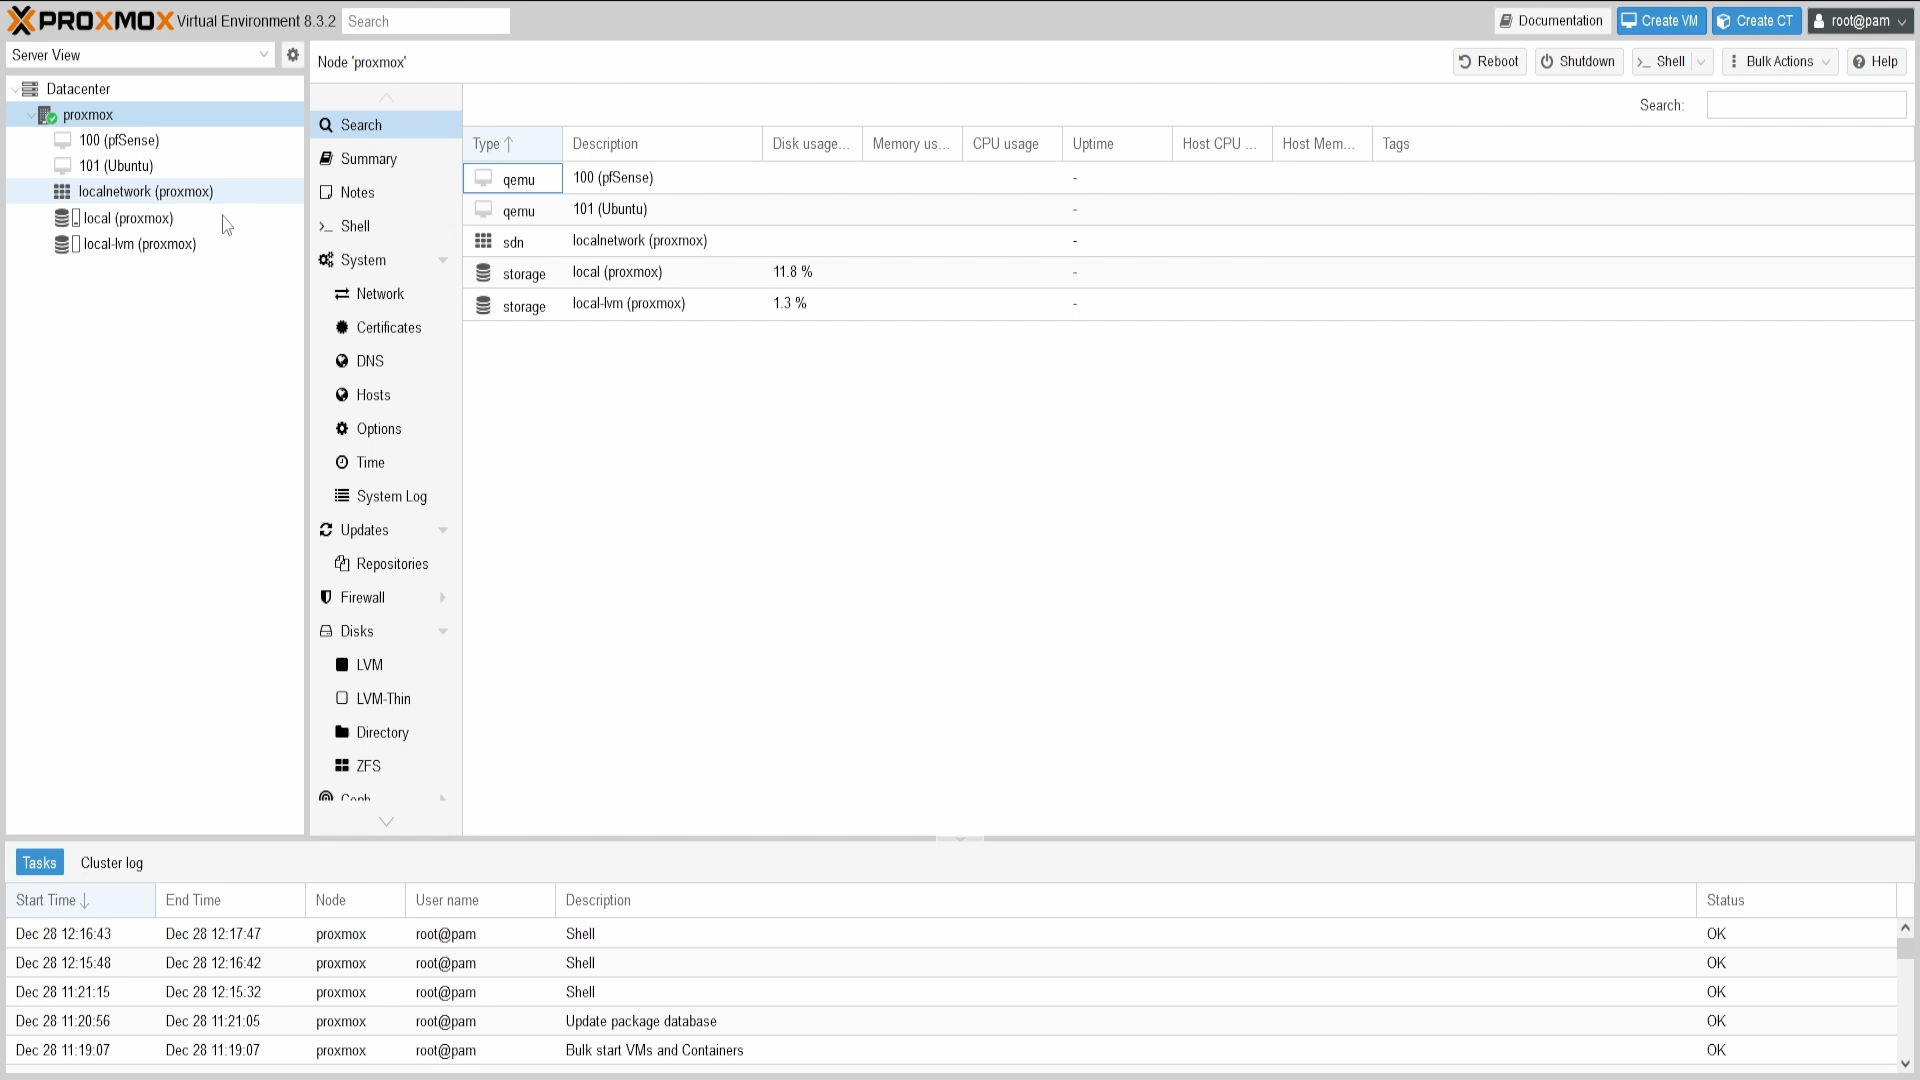 PROXMOX Virtual Environment 8.3.2 Search Documentation Create VM Create CT root@pam
Server View
Node 'proxmox' Reboot Shutdown Shell Bulk Actions Help
Datacenter
proxmox
100 (pfSense)
101 (Ubuntu)
localnetwork (proxmox)
local (proxmox)
local-lvm (proxmox)
Search
Summary
Notes
Shell
System
Network
Certificates
DNS
Hosts
Options
Time
System Log
Updates
Repositories
Firewall
Disks
LVM
LVM-Thin
Directory
ZFS
Ceph
Search:
Type Description Disk usage... Memory us... CPU usage Uptime Host CPU ... Host Mem... Tags
qemu 100 (pfSense) -
qemu 101 (Ubuntu) -
sdn localnetwork (proxmox) -
storage local (proxmox) 11.8 % -
storage local-lvm (proxmox) 1.3 % -
Tasks Cluster log
Start Time End Time Node User name Description Status
Dec 28 12:16:43 Dec 28 12:17:47 proxmox root@pam Shell OK
Dec 28 12:15:48 Dec 28 12:16:42 proxmox root@pam Shell OK
Dec 28 11:21:15 Dec 28 12:15:32 proxmox root@pam Shell OK
Dec 28 11:20:56 Dec 28 11:21:05 proxmox root@pam Update package database OK
Dec 28 11:19:07 Dec 28 11:19:07 proxmox root@pam Bulk start VMs and Containers OK